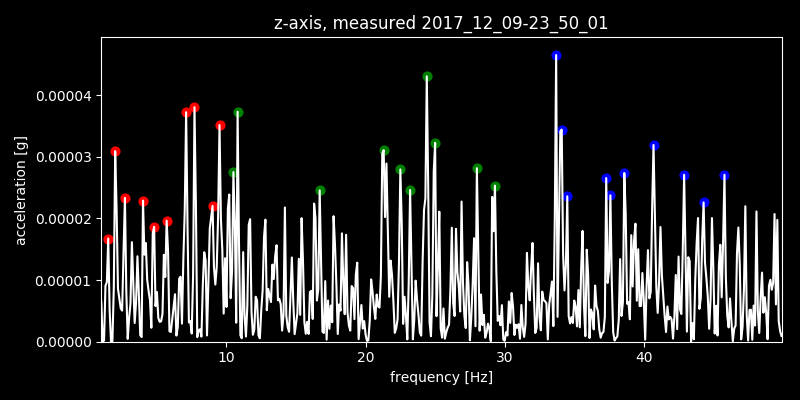 z-axis, measured 2017_12_09-23_50_01
acceleration [g]
0.00004
0.00003
0.00002
0.00001
0.00000
10 20 30 40
frequency [Hz]